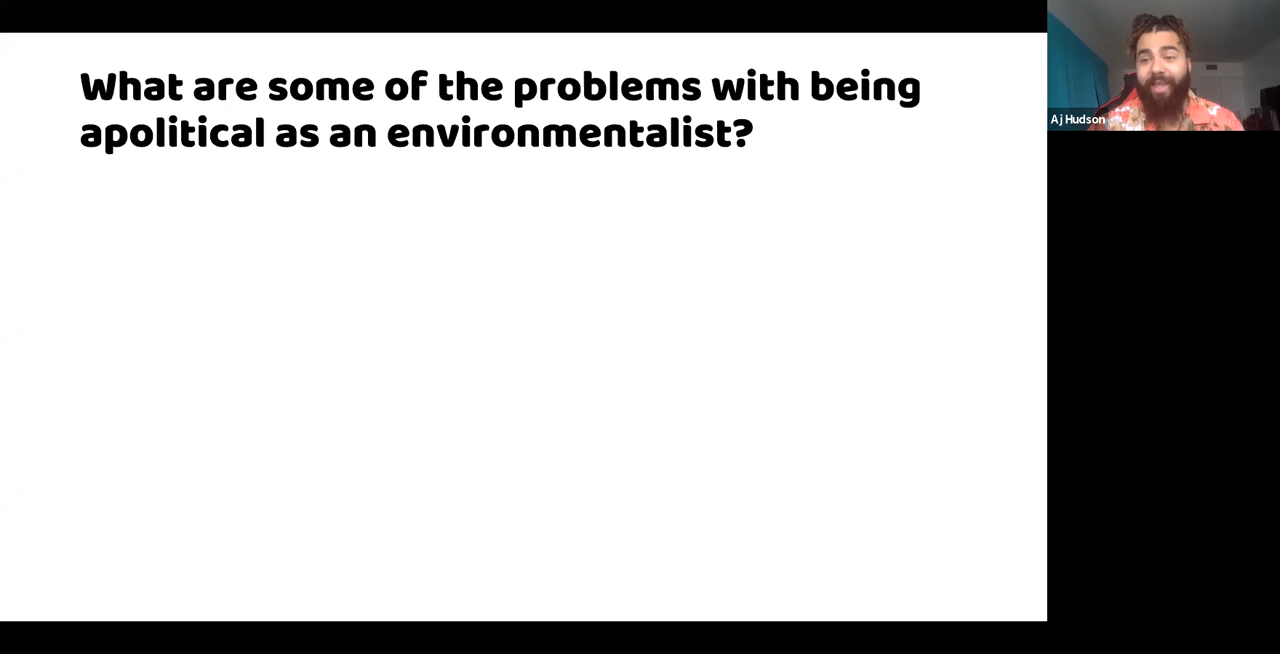 What are some of the problems with being
apolitical as an environmentalist?
Aj Hudson